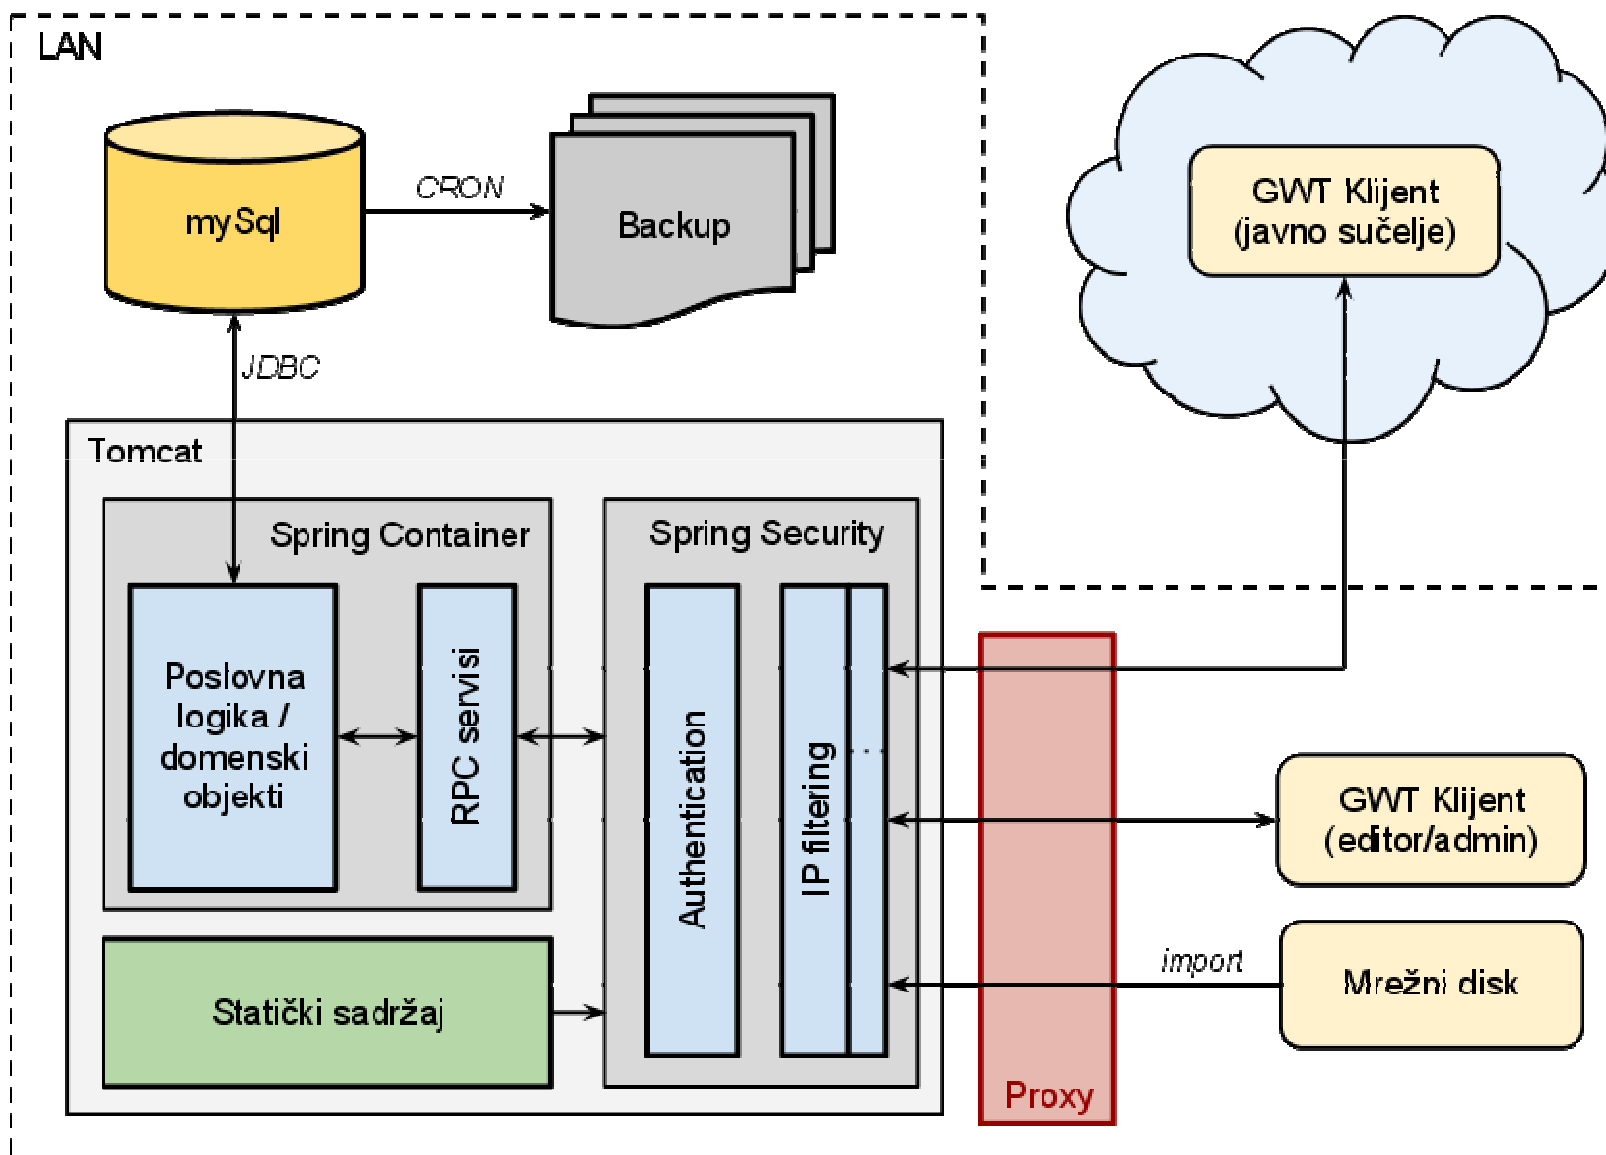 LAN
mySql
CRON
Backup
GWT Klijent
(javno sučelje)
JDBC
Tomcat
Spring Container
Spring Security
Poslovna
logika /
domenski
objekti
RPC servisi
Authentication
IP filtering
...
GWT Klijent
(editor/admin)
import
Mrežni disk
Statički sadržaj
Proxy